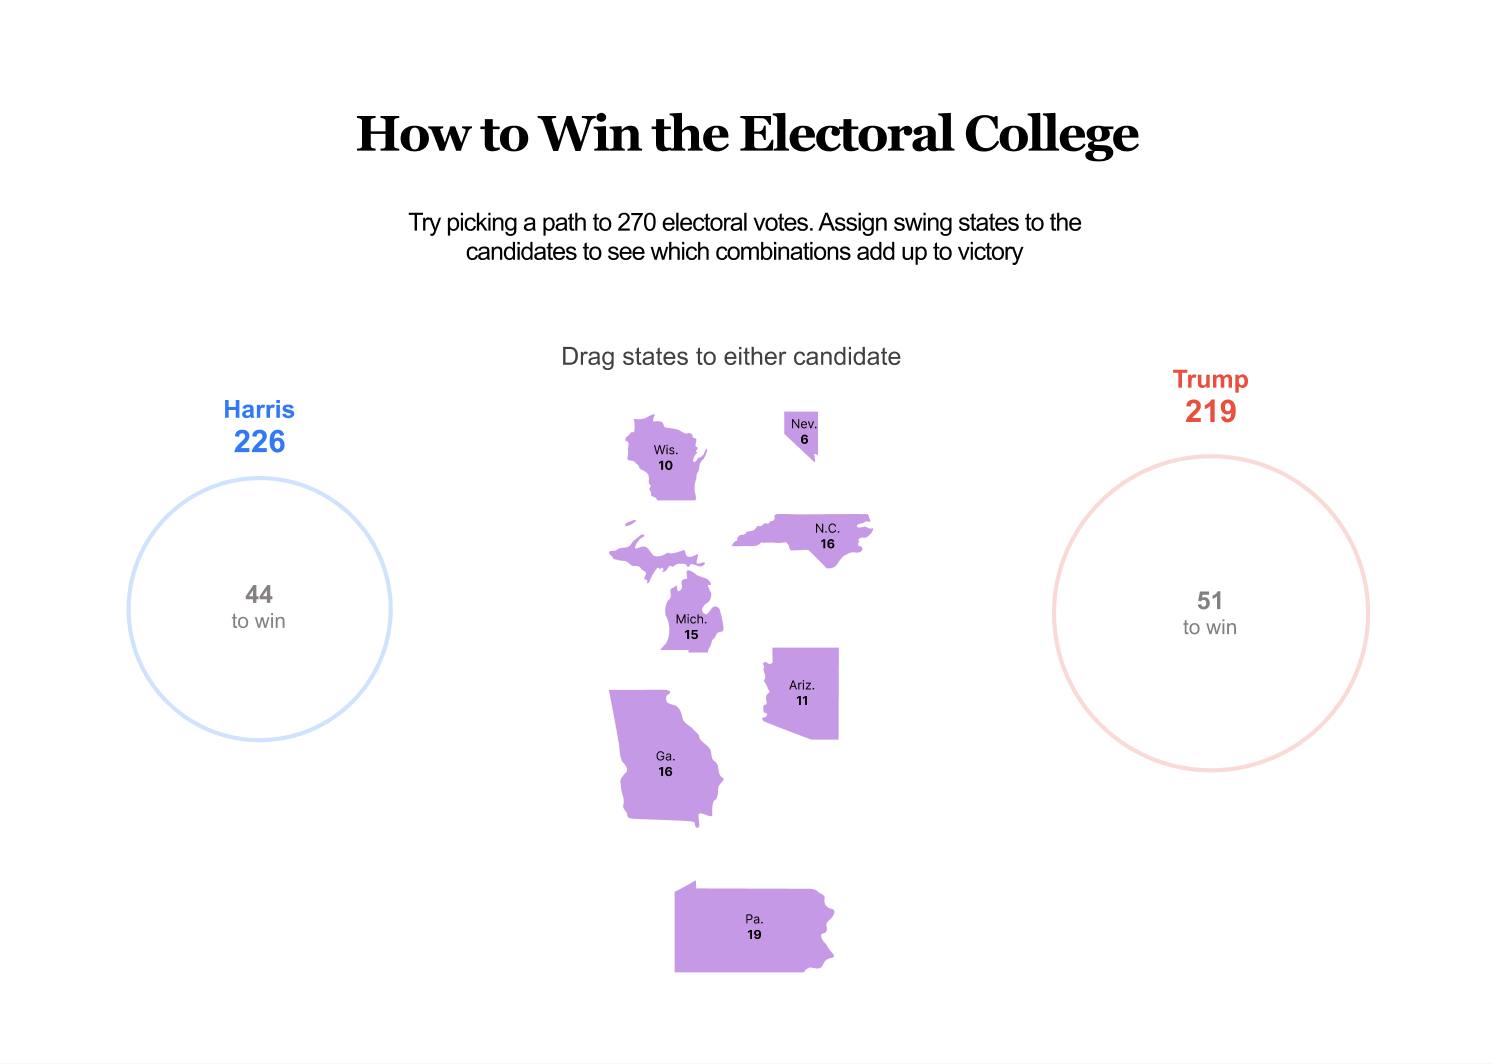 How to Win the Electoral College
Try picking a path to 270 electoral votes. Assign swing states to the
candidates to see which combinations add up to victory
Drag states to either candidate
Harris
226
44
to win
Wis.
10
Nev.
6
N.C.
16
Mich.
15
Ariz.
11
Ga.
16
Pa.
19
Trump
219
51
to win